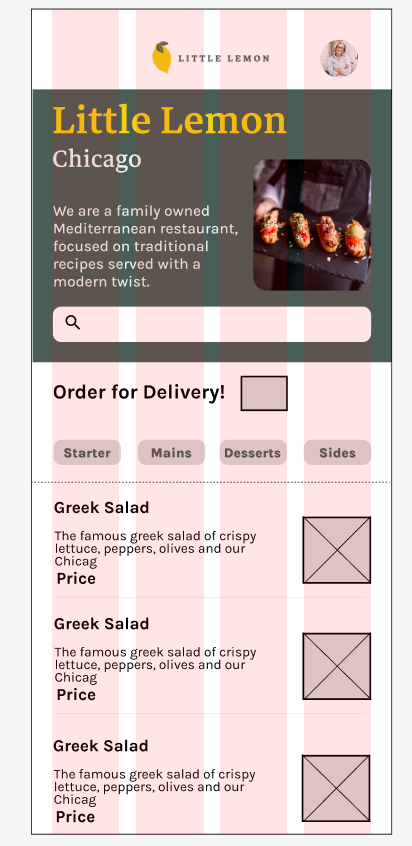 LITTLE LEMON
Little Lemon
Chicago
We are a family owned
Mediterranean restaurant,
focused on traditional
recipes served with a
modern twist.
Order for Delivery!
Starter Mains Desserts Sides
Greek Salad
The famous greek salad of crispy
lettuce, peppers, olives and our
Chicag
Price
Greek Salad
The famous greek salad of crispy
lettuce, peppers, olives and our
Chicag
Price
Greek Salad
The famous greek salad of crispy
lettuce, peppers, olives and our
Chicag
Price